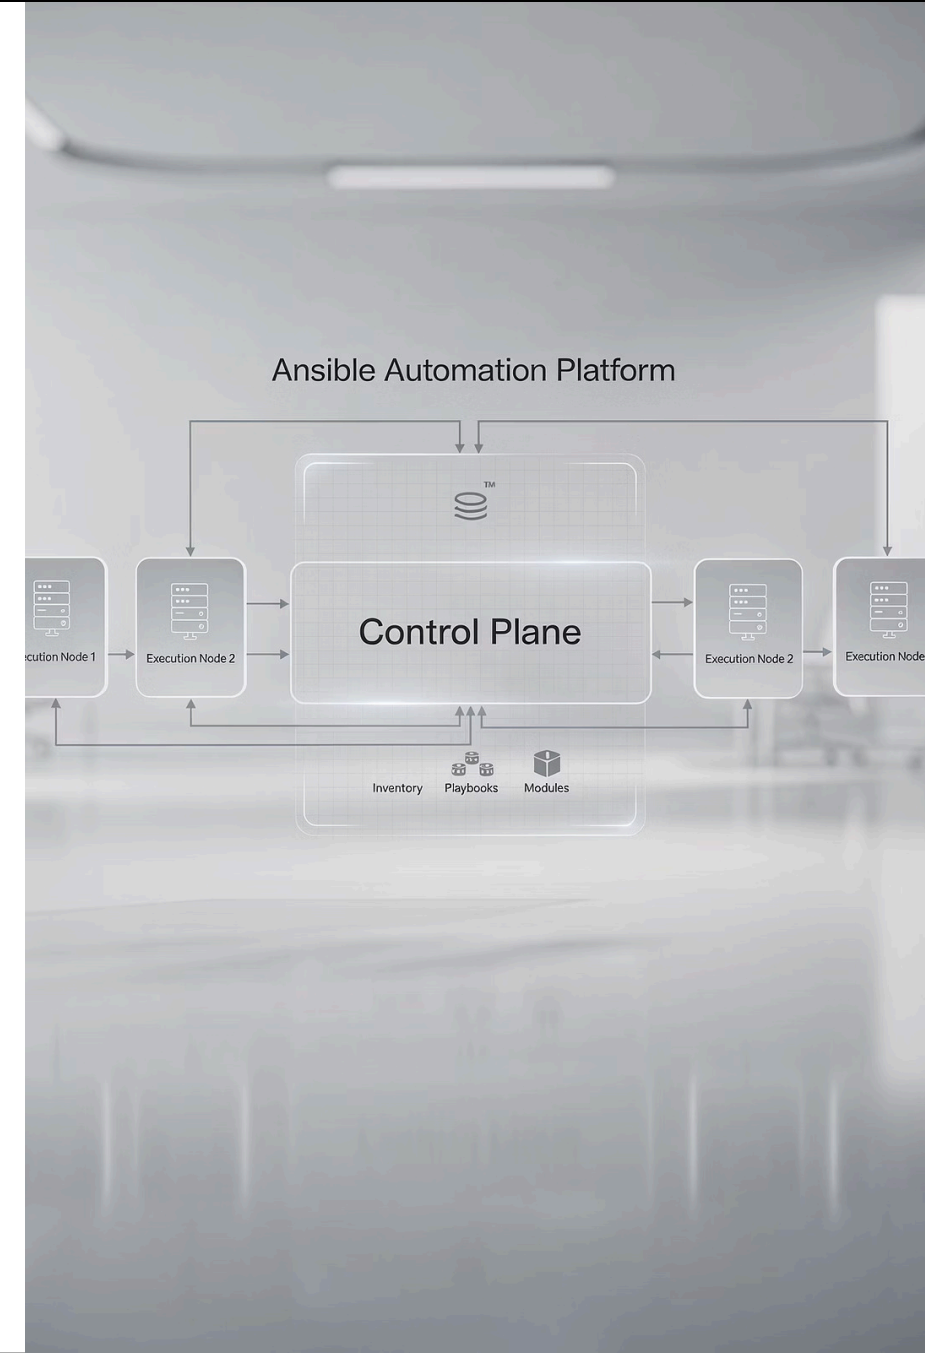 Ansible Automation Platform
TM
Control Plane
ecution Node 1
Execution Node 2
Execution Node 2
Execution Node
Inventory
Playbooks
Modules